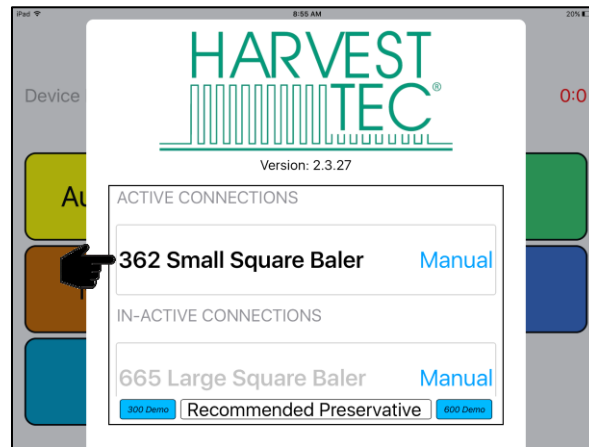 iPad 8:55 AM 20%
HARVEST
TEC®
Device 0:0
Version: 2.3.27
Au
ACTIVE CONNECTIONS
362 Small Square Baler Manual
IN-ACTIVE CONNECTIONS
665 Large Square Baler Manual
300 Demo Recommended Preservative 600 Demo